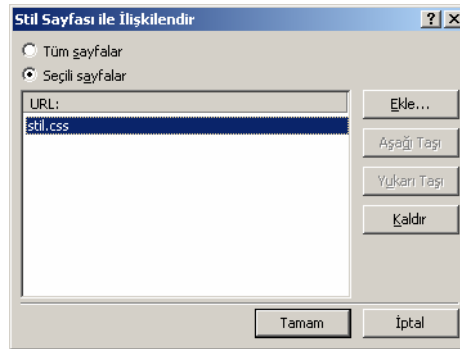 Stil Sayfası ile İlişkilendir
Tüm sayfalar
Seçili sayfalar
URL:
stil.css
Ekle...
Aşağı Taşı
Yukarı Taşı
Kaldır
Tamam
İptal